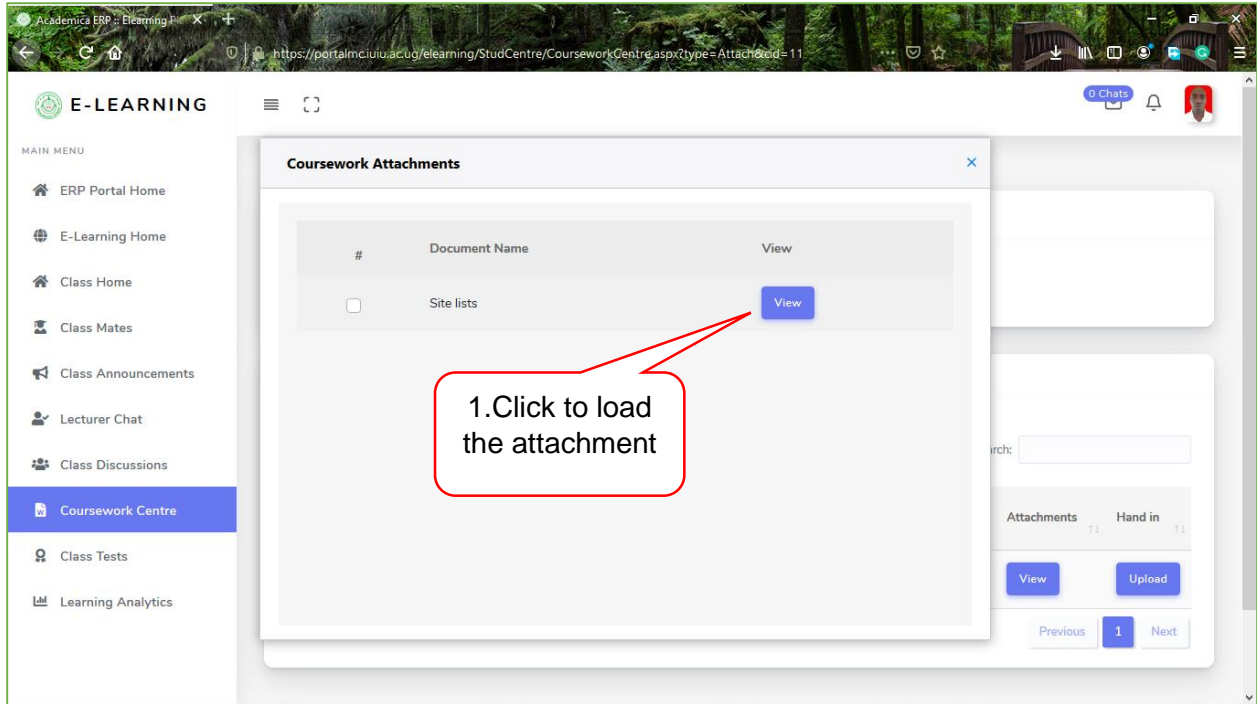 Academica ERP :: Elearning Pl
https://portalmc.iuiu.ac.ug/elearning/StudCentre/CourseworkCentre.aspx?type=Attach&cid=11
E-LEARNING
0 Chats
MAIN MENU
ERP Portal Home
E-Learning Home
Class Home
Class Mates
Class Announcements
Lecturer Chat
Class Discussions
Coursework Centre
Class Tests
Learning Analytics
Coursework Attachments
×
# Document Name View
Site lists View
1.Click to load
the attachment
rch:
Attachments Hand in
View Upload
Previous 1 Next